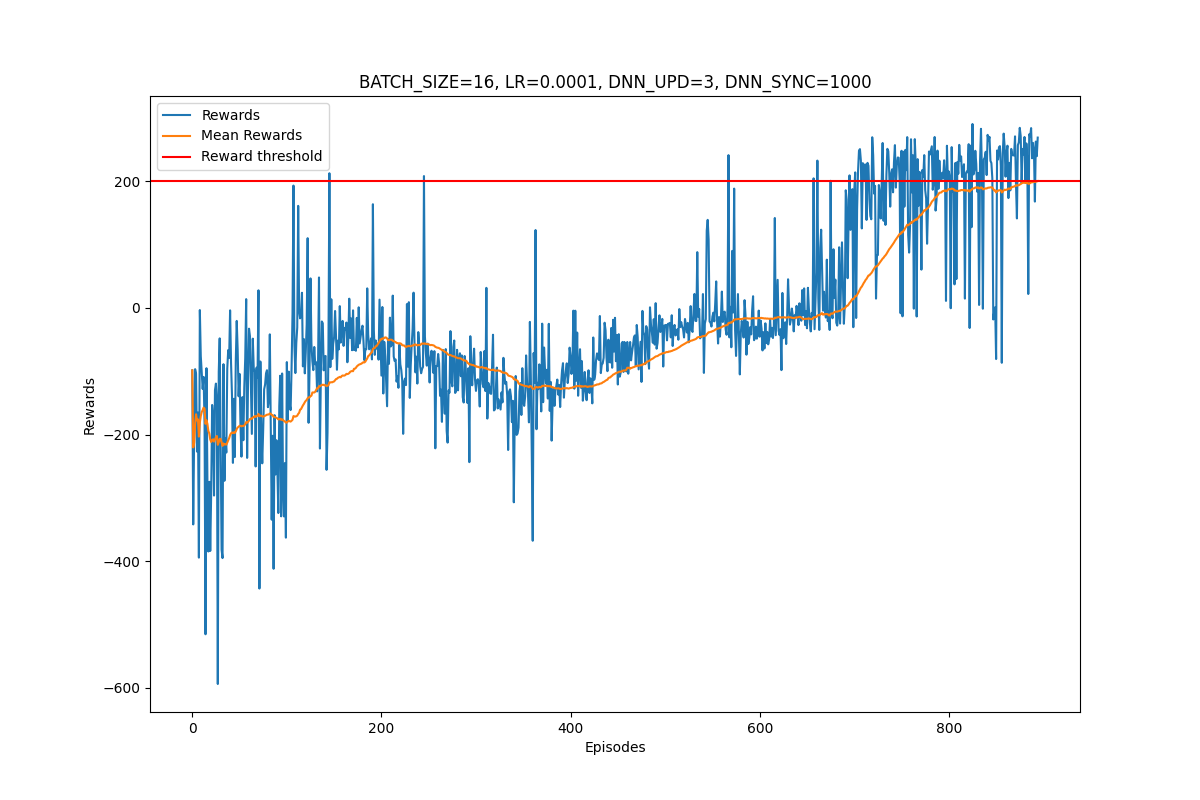 BATCH_SIZE=16, LR=0.0001, DNN_UPD=3, DNN_SYNC=1000
Rewards
Mean Rewards
Reward threshold
200
0
−200
−400
−600
Rewards
0
200
400
600
800
Episodes